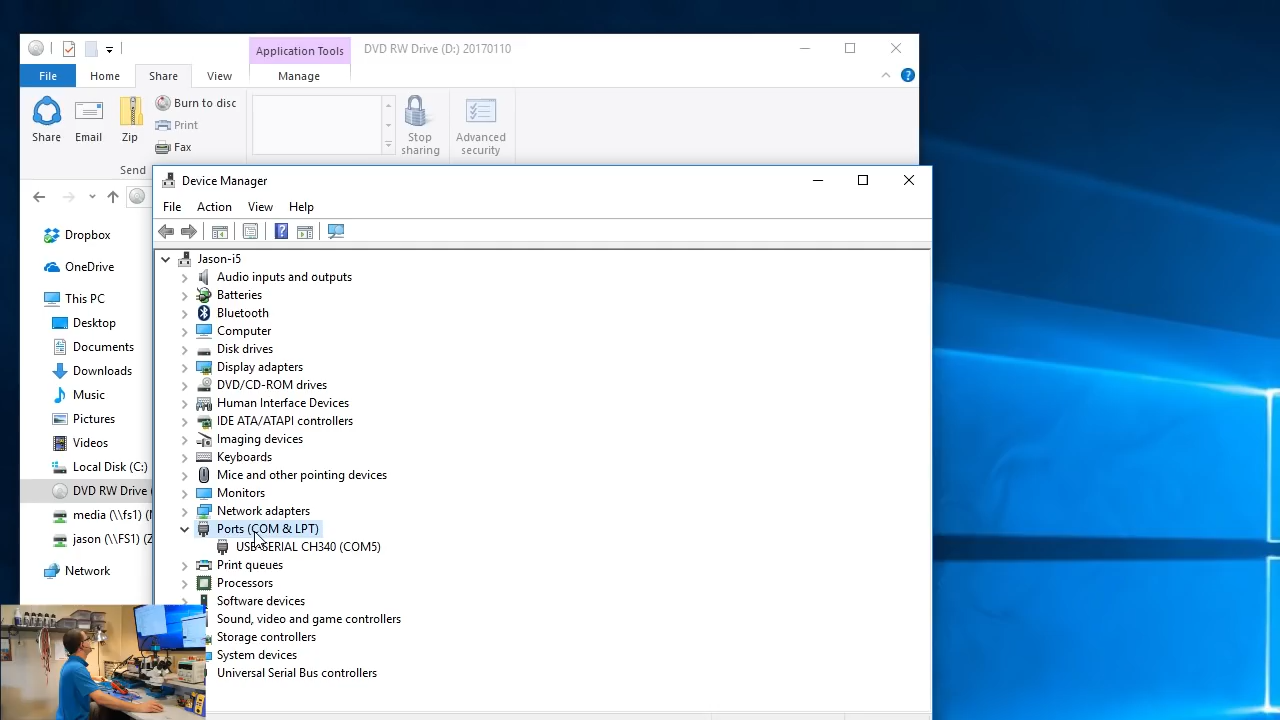 Application Tools
DVD RW Drive (D:) 20170110
File Home Share View Manage
Share
Email
Zip
Burn to disc
Print
Fax
Stop sharing
Advanced security
Send
Device Manager
File Action View Help
Dropbox
OneDrive
This PC
Desktop
Documents
Downloads
Music
Pictures
Videos
Local Disk (C:)
DVD RW Drive (
media (\\fs1) (
jason (\\FS1) (Z
Network
Jason-i5
Audio inputs and outputs
Batteries
Bluetooth
Computer
Disk drives
Display adapters
DVD/CD-ROM drives
Human Interface Devices
IDE ATA/ATAPI controllers
Imaging devices
Keyboards
Mice and other pointing devices
Monitors
Network adapters
Ports (COM & LPT)
USB-SERIAL CH340 (COM5)
Print queues
Processors
Software devices
Sound, video and game controllers
Storage controllers
System devices
Universal Serial Bus controllers